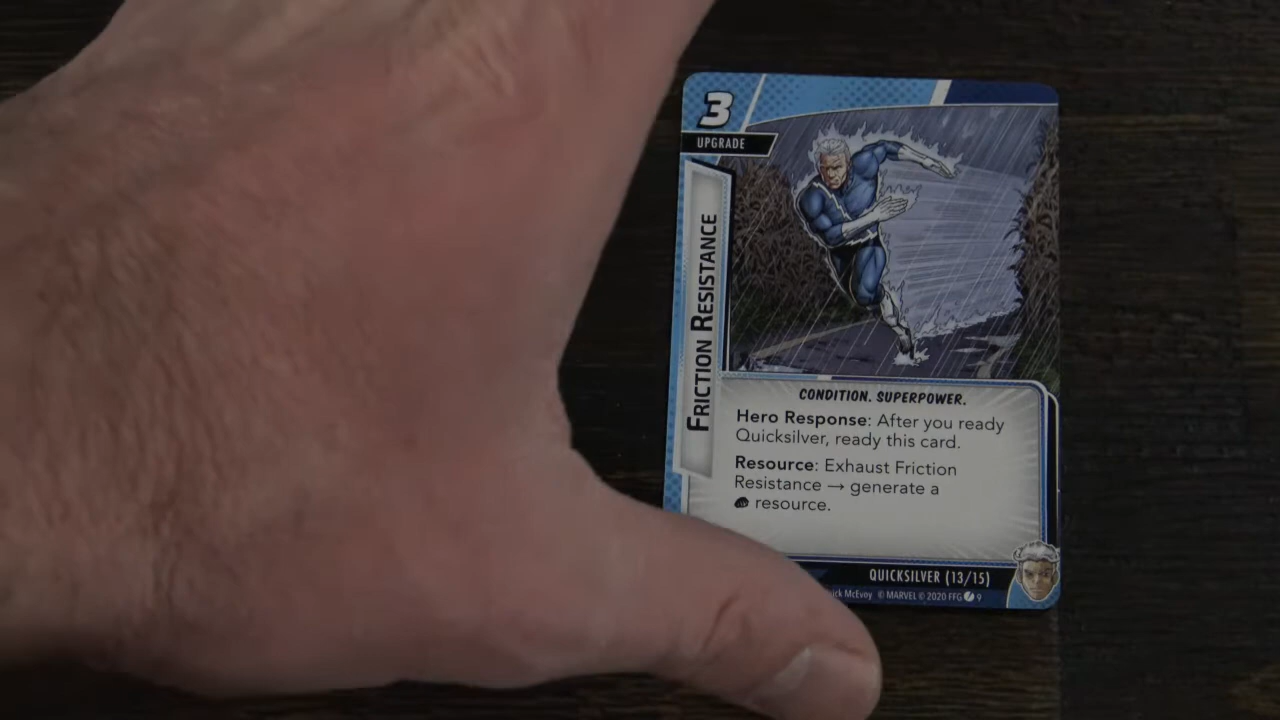 3
UPGRADE
FRICTION RESISTANCE
CONDITION. SUPERPOWER.
Hero Response: After you ready
Quicksilver, ready this card.
Resource: Exhaust Friction
Resistance → generate a
resource.
QUICKSILVER (13/15)
McEvoy © MARVEL © 2020 FFG 9